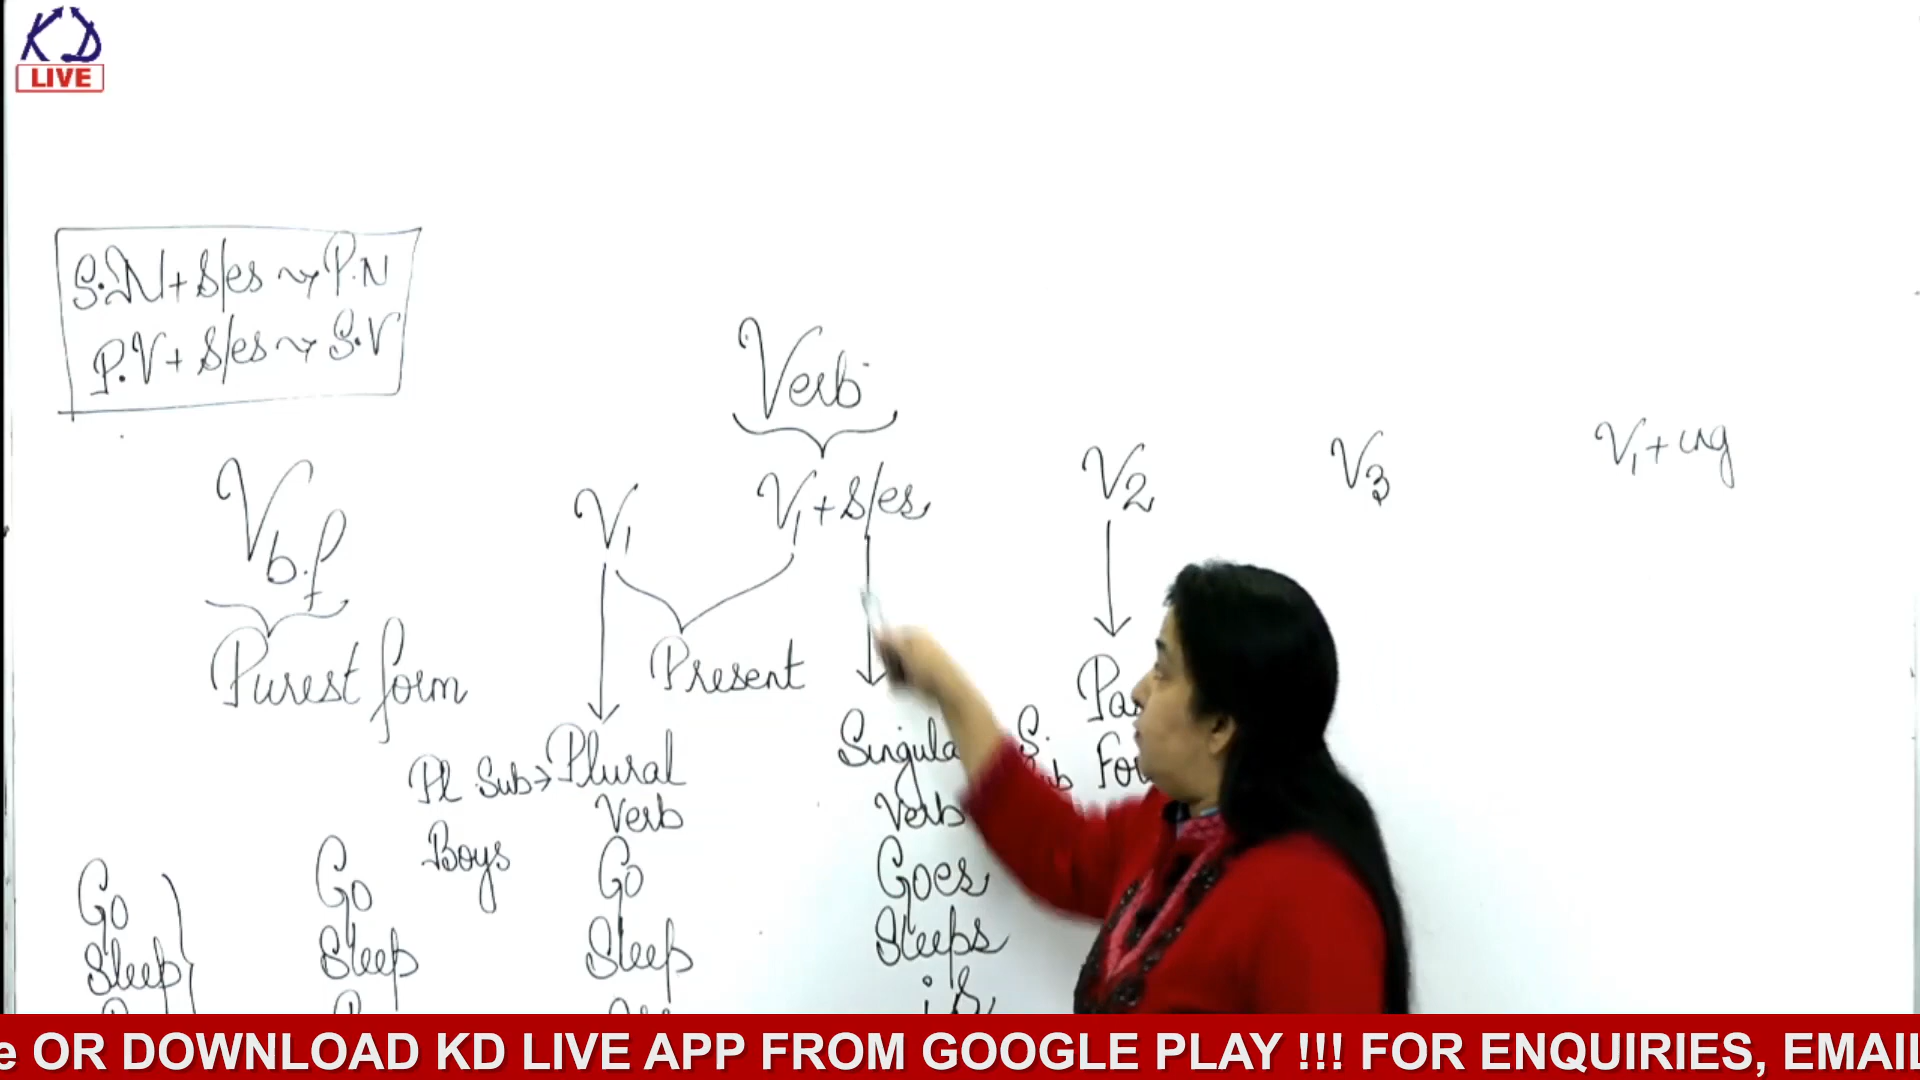 KD
LIVE
S.N + s/es → P.N
P.V + s/es → S.V
Verb
V b.f
V1
V1 + s/es
V2
V3
V1 + ing
Purest form
Present
Pl Sub → Plural
Verb
Singula
Verb
S.
Boys
Go
Sleep
Go
Sleep
Go
Sleep
Goes
Sleeps
is
e OR DOWNLOAD KD LIVE APP FROM GOOGLE PLAY !!! FOR ENQUIRIES, EMAIL